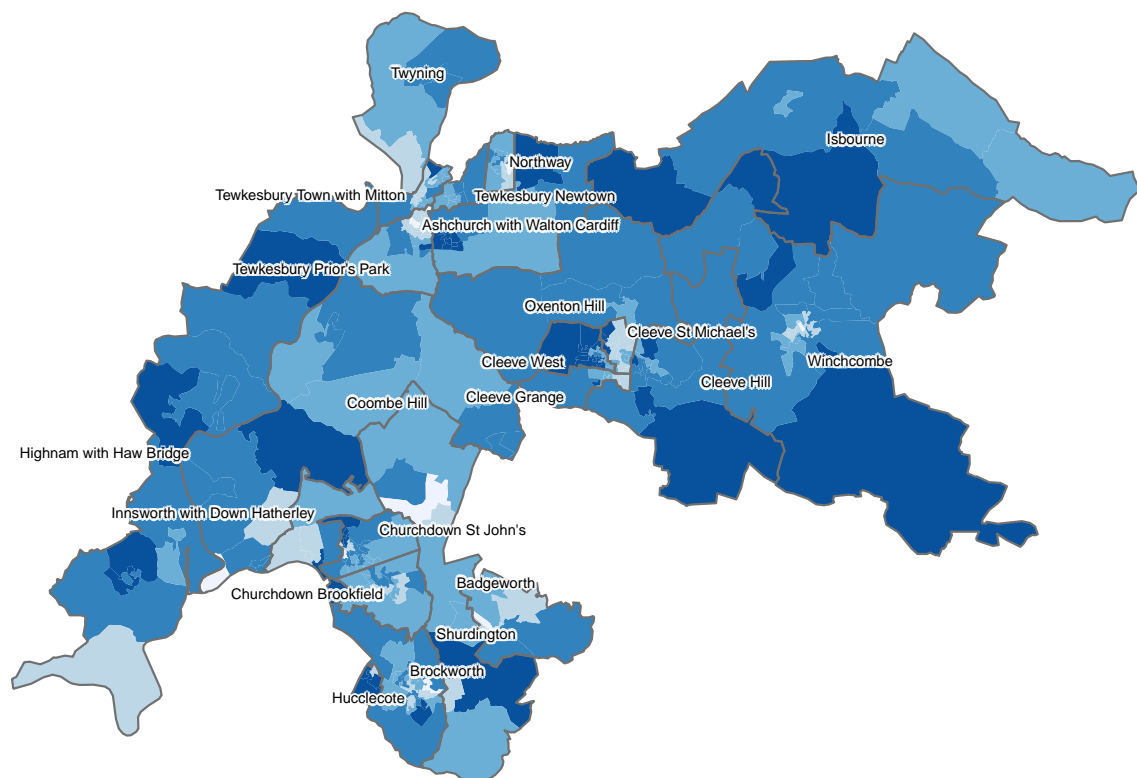 Twyning
Isbourne
Northway
Tewkesbury Town with Mitton
Tewkesbury Newtown
Ashchurch with Walton Cardiff
Tewkesbury Prior's Park
Oxenton Hill
Cleeve St Michael's
Cleeve West
Winchcombe
Cleeve Hill
Cleeve Grange
Coombe Hill
Highnam with Haw Bridge
Innsworth with Down Hatherley
Churchdown St John's
Badgeworth
Churchdown Brookfield
Shurdington
Brockworth
Hucclecote